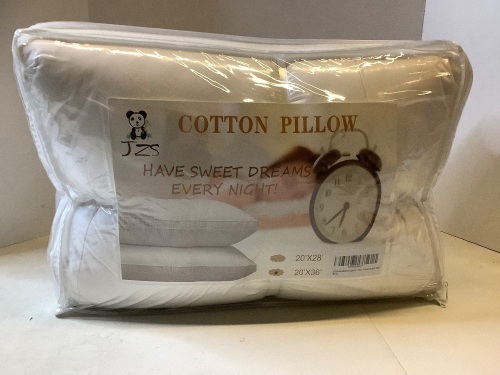 COTTON PILLOW
JZS
HAVE SWEET DREAMS
EVERY NIGHT!
20"X28"
20"X36"